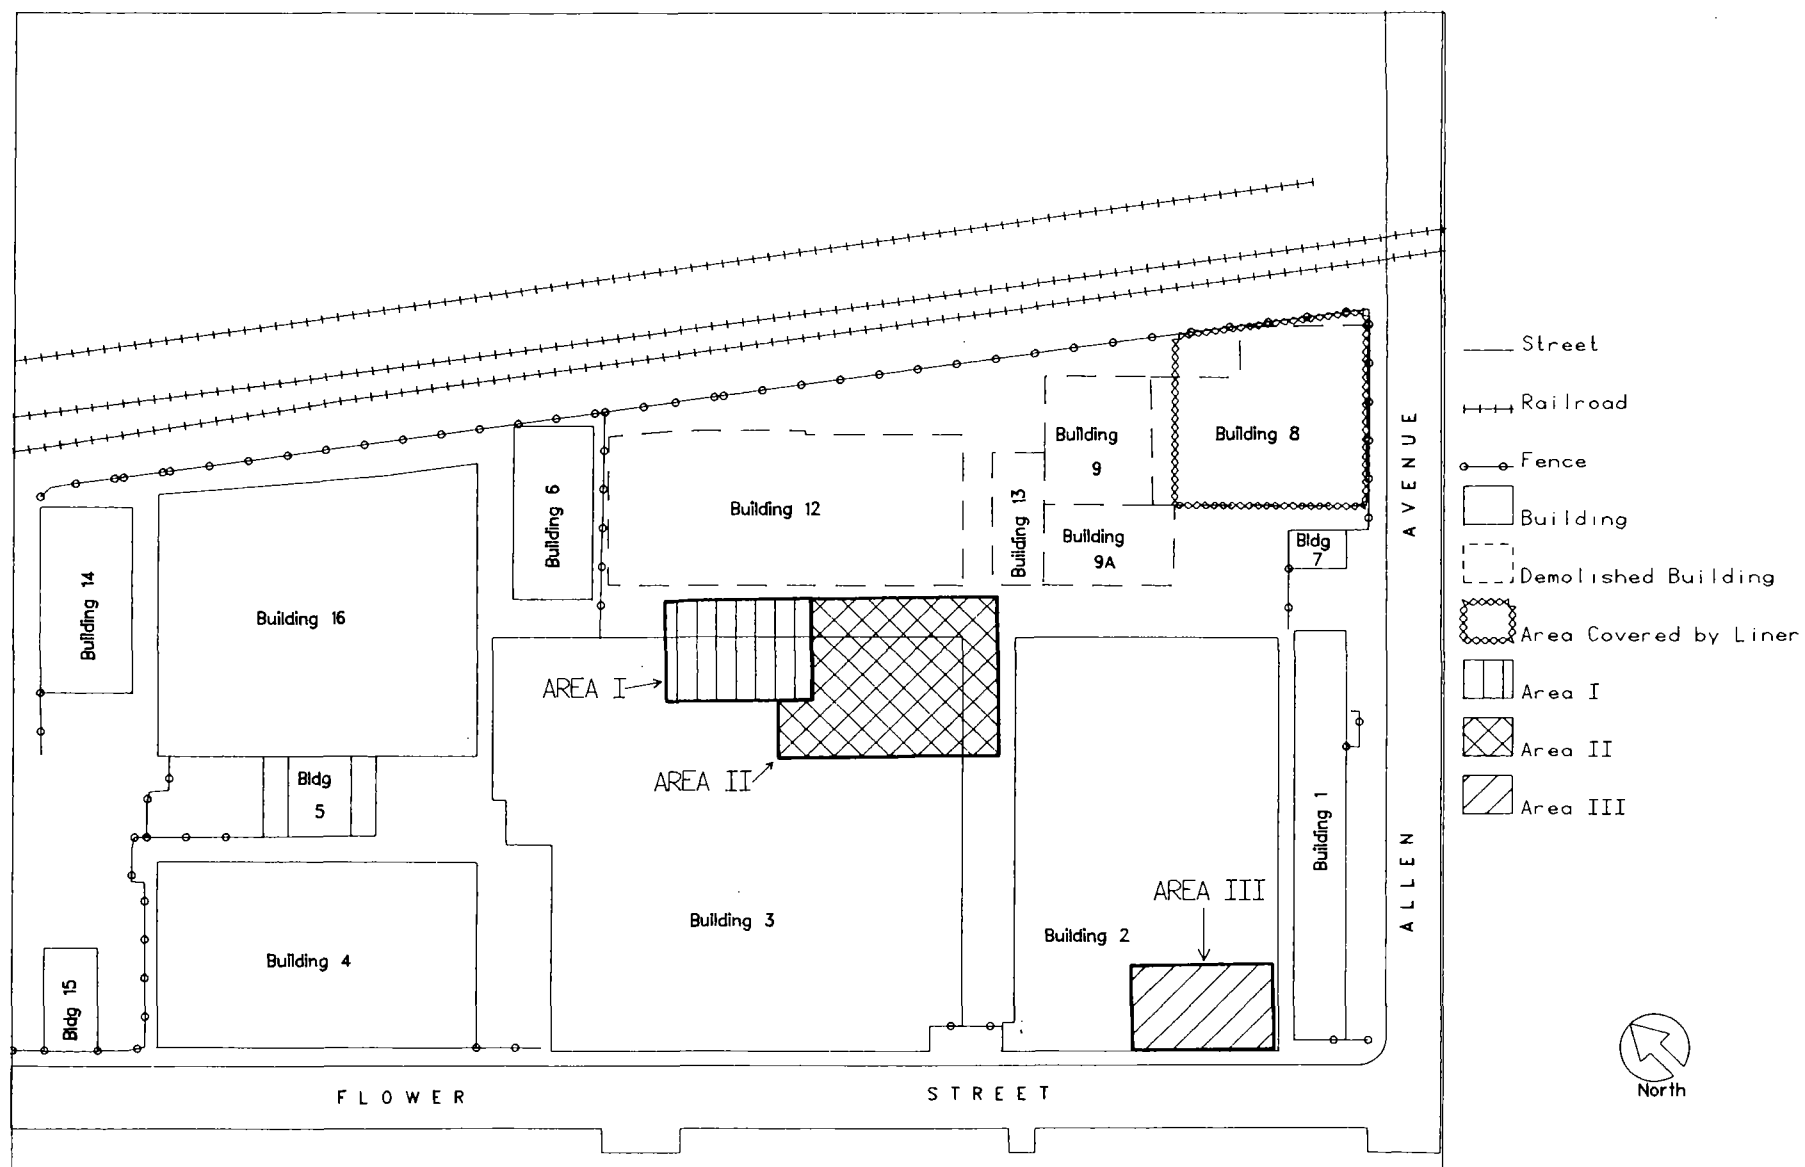 Street
Railroad
Fence
Building
Demolished Building
Area Covered by Liner
Area I
Area II
Area III
Building 8
Building
9
Building
9A
Building 13
Building 12
Building 6
Bldg
7
Building 14
Building 16
AREA I
AREA II
Bldg
5
Building 1
AREA III
Building 3
Building 2
Building 4
Bldg 15
ALLEN AVENUE
FLOWER STREET
North